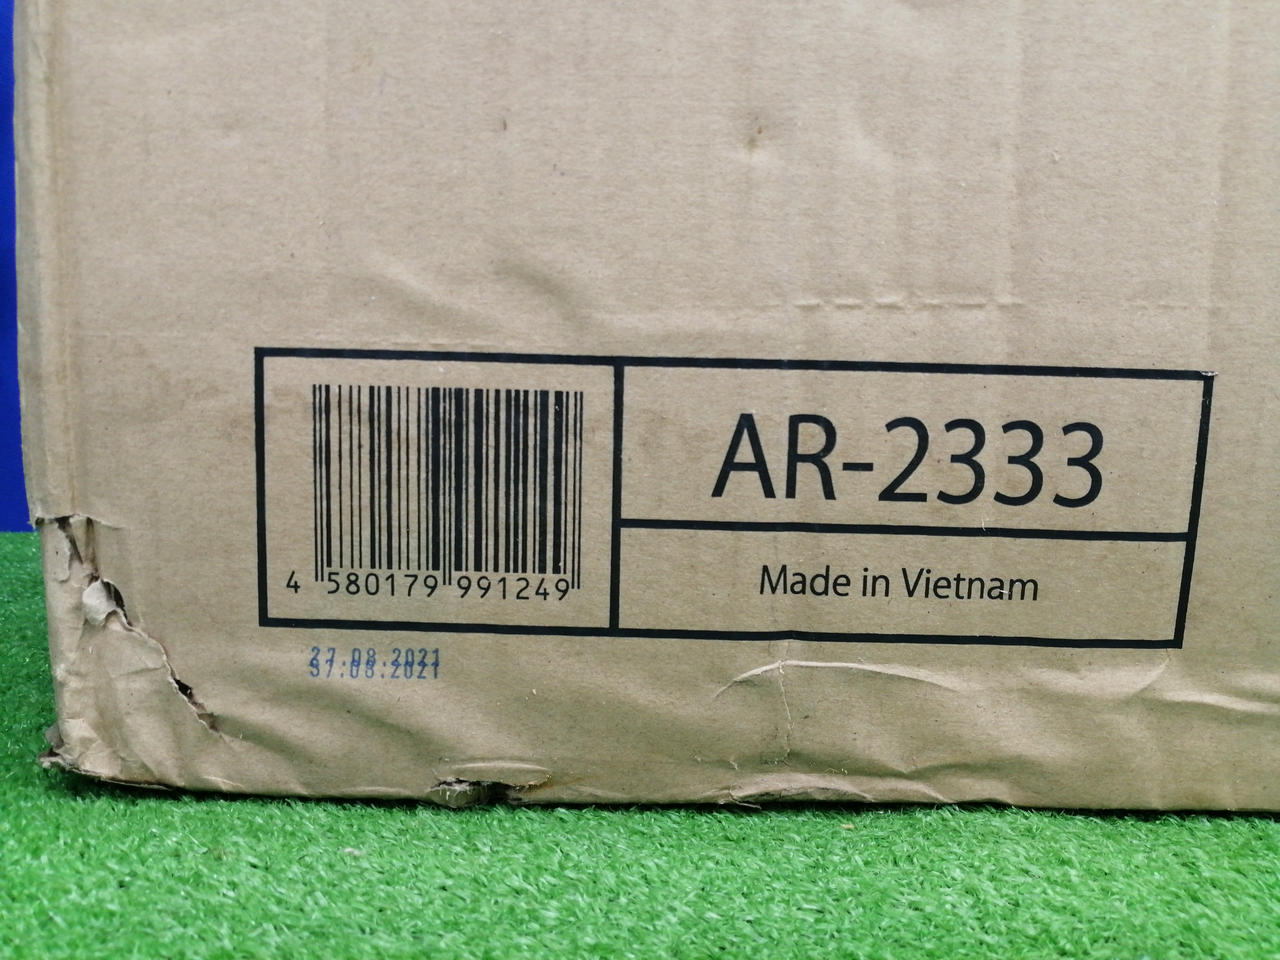 AR-2333
Made in Vietnam
4 580179 991249
27.08.2021